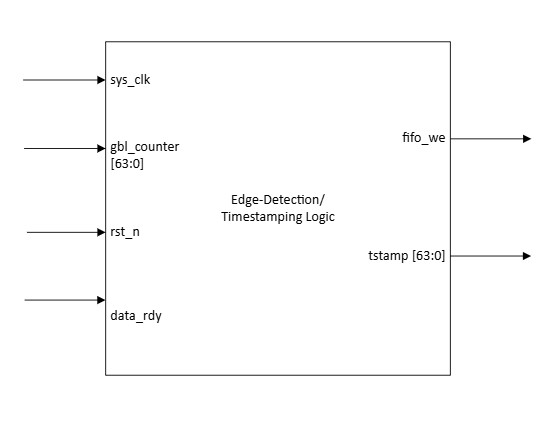 sys_clk
gbl_counter
[63:0]
rst_n
data_rdy
Edge-Detection/
Timestamping Logic
fifo_we
tstamp [63:0]